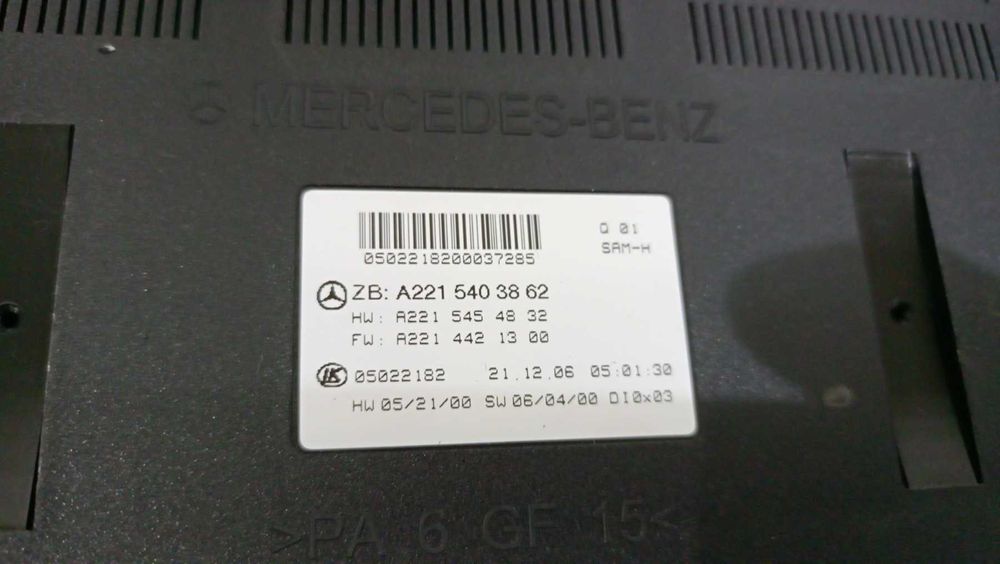 MERCEDES-BENZ
Q 01
SAM-H
0502218200037285
ZB: A221 540 38 62
HW: A221 545 48 32
FW: A221 442 13 00
LK 05022182 21.12.06 05:01:30
HW 05/21/00 SW 06/04/00 DI0x03
>PA 6 GF 15<